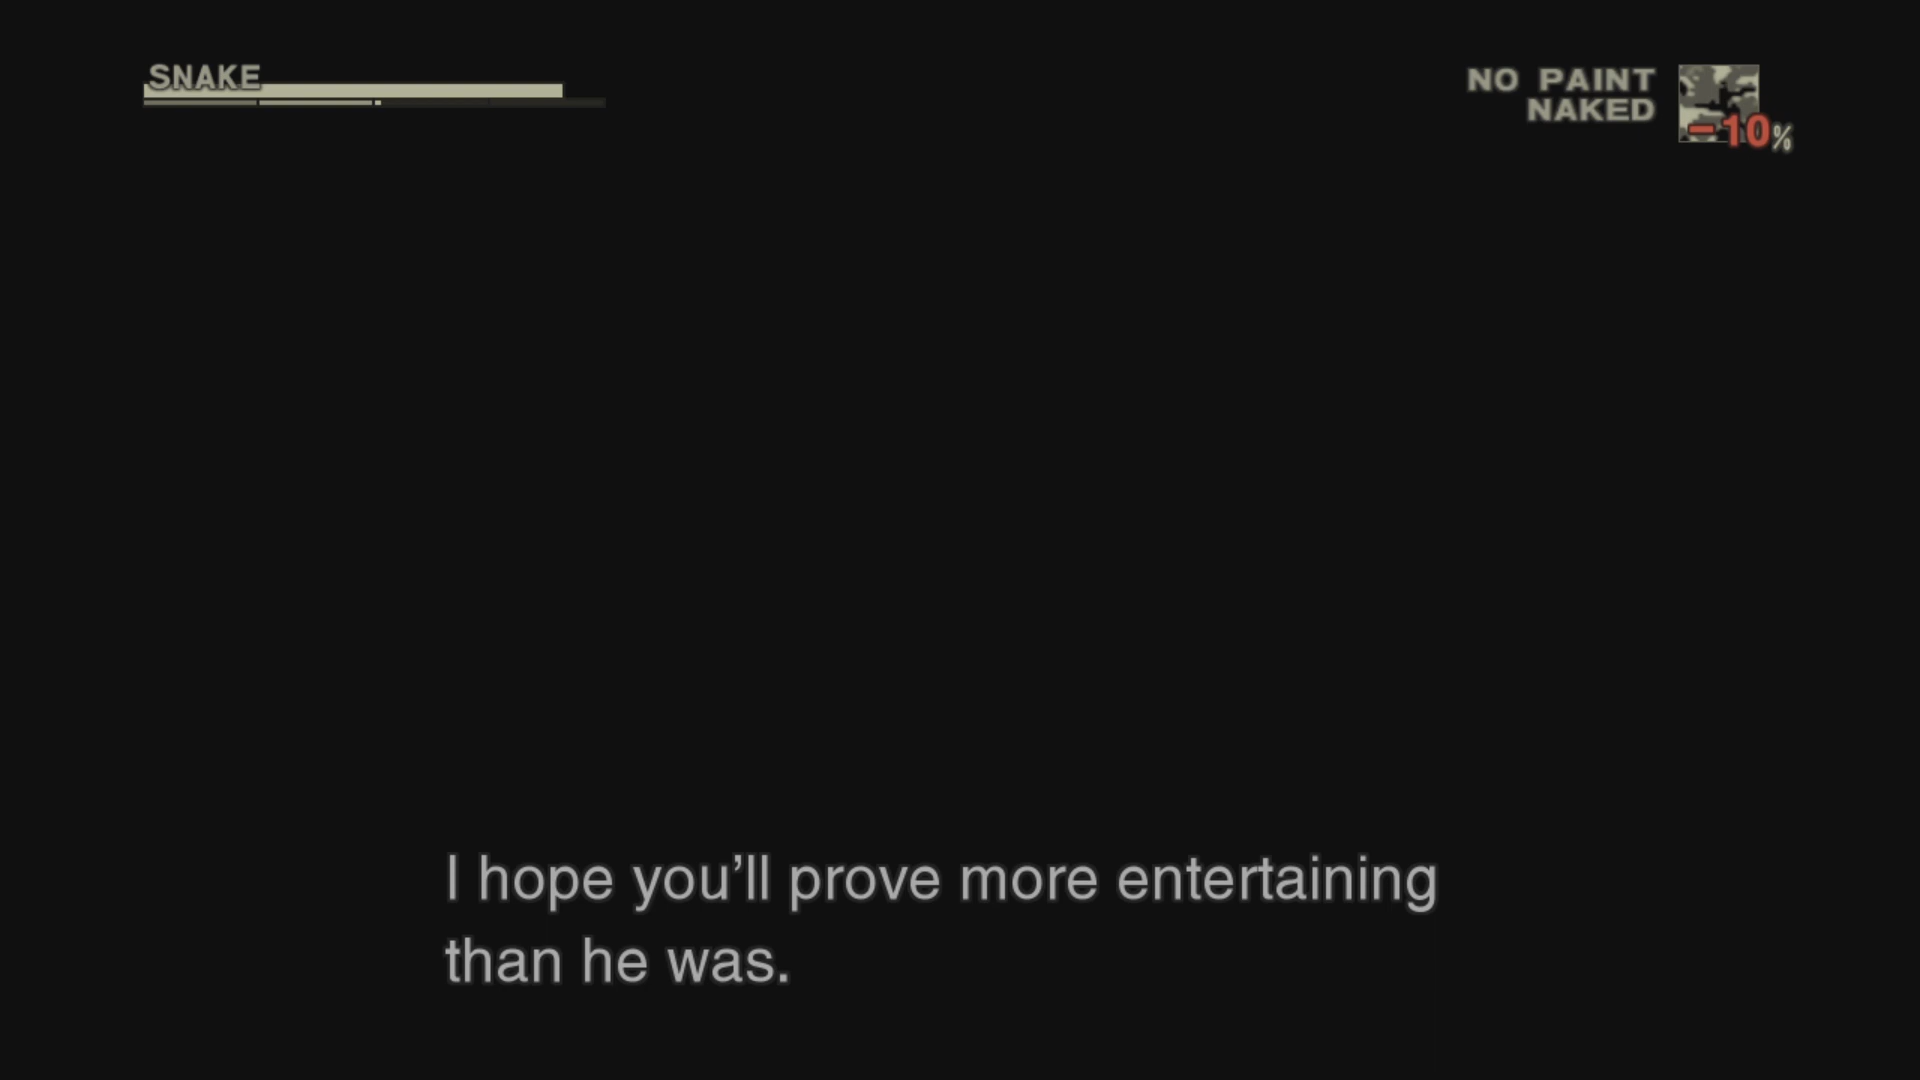 SNAKE
NO PAINT
NAKED
-10%
I hope you’ll prove more entertaining
than he was.